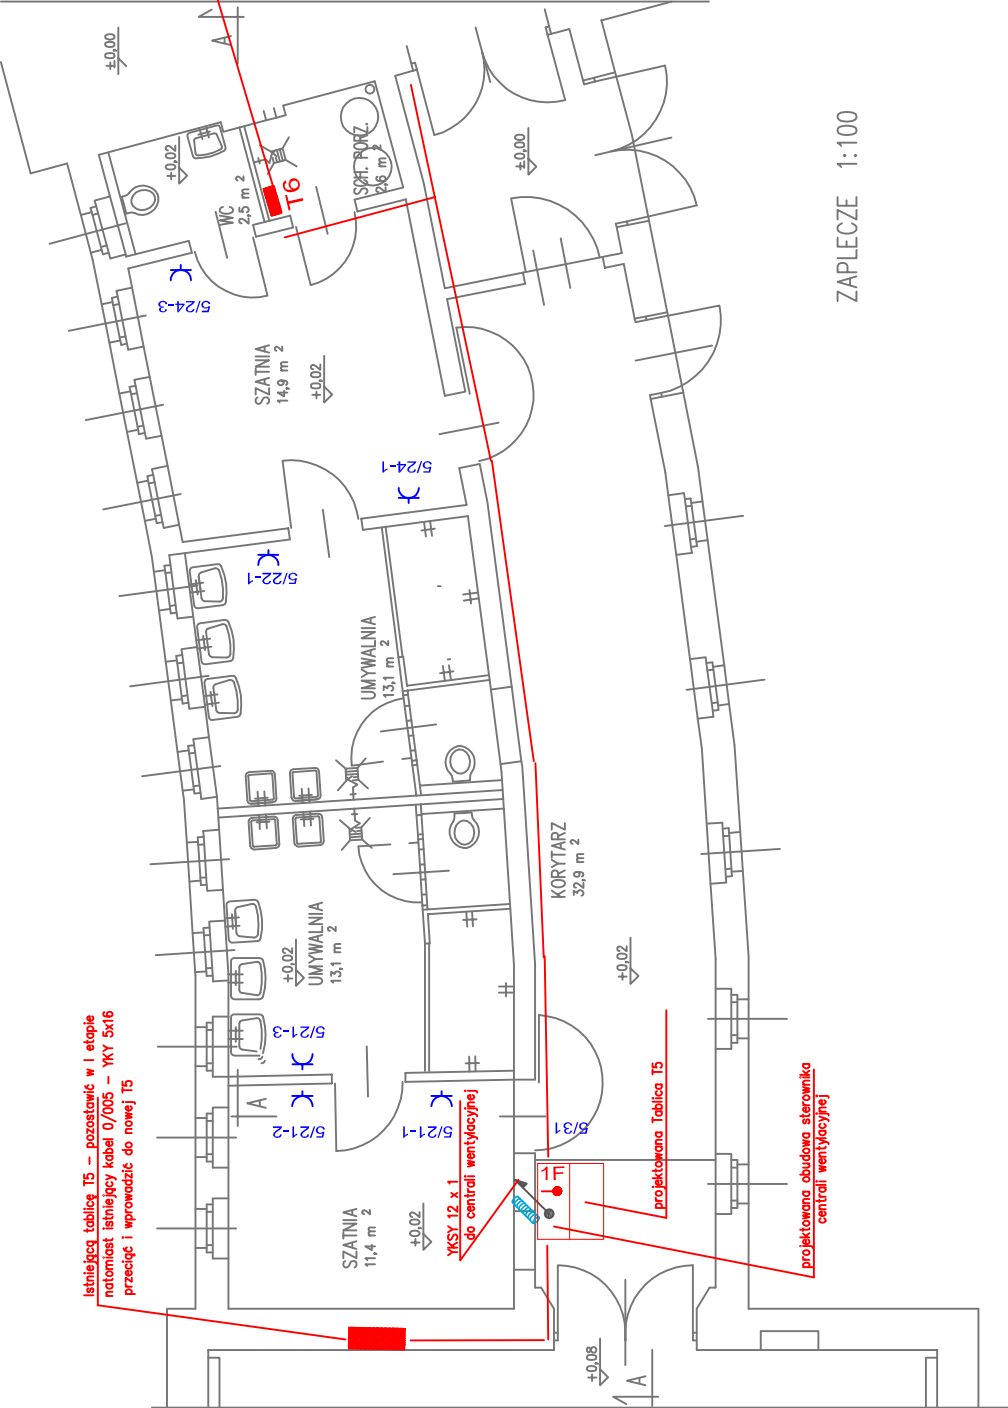 ±0,00
A
+0,02
WC
2,5 m 2
T6
SCH. PORZ.
2,6 m 2
±0,00
ZAPLECZE 1:100
5/24-3
SZATNIA
14,9 m 2
+0,02
5/24-1
5/22-1
UMYWALNIA
13,1 m 2
KORYTARZ
32,9 m 2
+0,02
UMYWALNIA
13,1 m 2
+0,02
5/21-3
A
5/21-2
5/21-1
5/31
Istniejącą tablicę T5 – pozostawić w I etapie
natomiast istniejący kabel 0/005 – YKY 5x16
przeciąć i wprowadzić do nowej T5
SZATNIA
11,4 m 2
+0,02
YKSY 12 x 1
do centrali wentylacyjnej
1F
projektowana Tablica T5
projektowana obudowa sterownika
centrali wentylacyjnej
+0,08
A